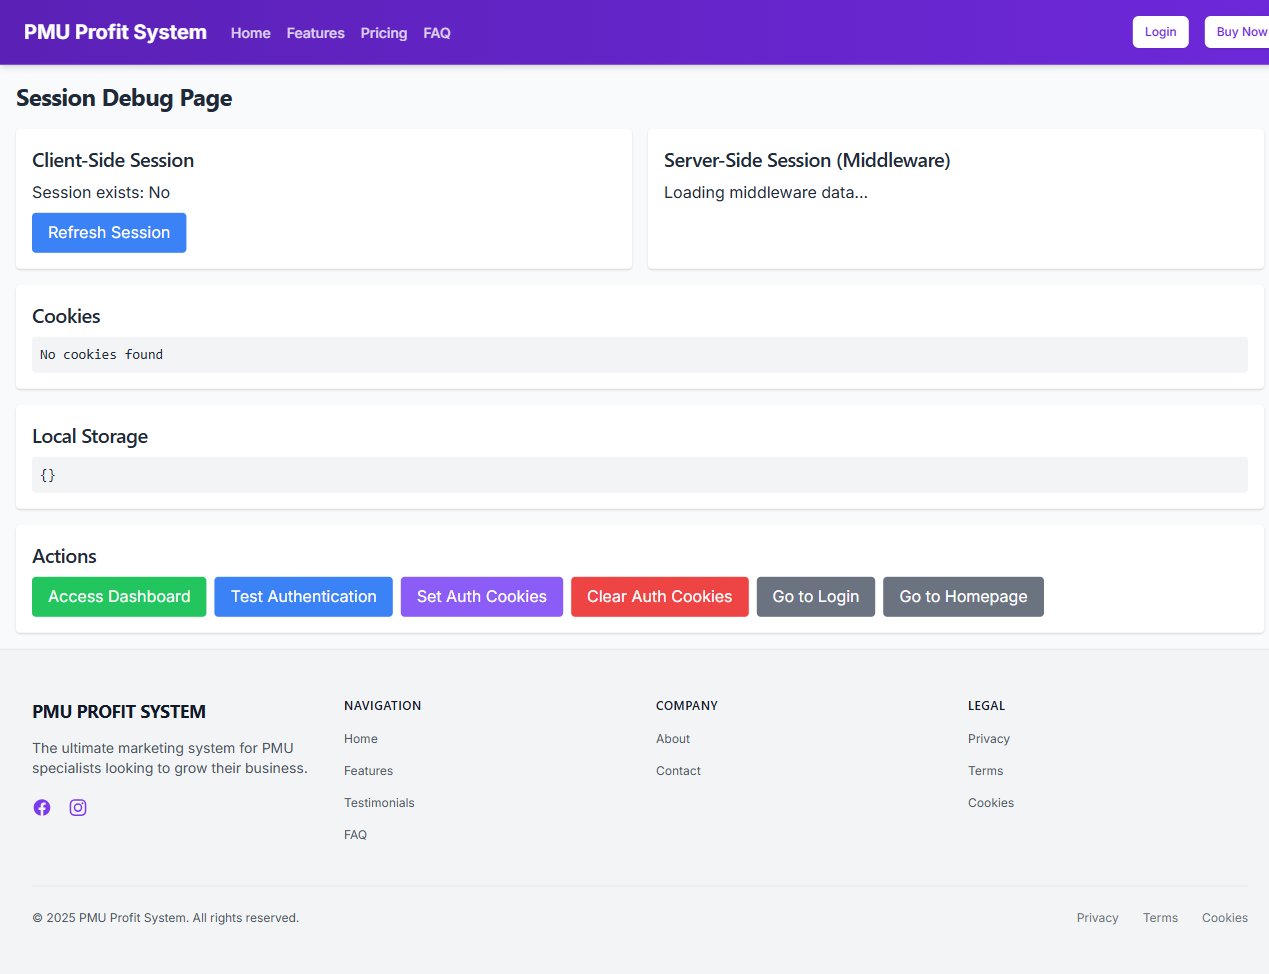 PMU Profit System
Home
Features
Pricing
FAQ
Login
Buy Now
Session Debug Page
Client-Side Session
Session exists: No
Refresh Session
Server-Side Session (Middleware)
Loading middleware data...
Cookies
No cookies found
Local Storage
{}
Actions
Access Dashboard
Test Authentication
Set Auth Cookies
Clear Auth Cookies
Go to Login
Go to Homepage
PMU PROFIT SYSTEM
The ultimate marketing system for PMU
specialists looking to grow their business.
NAVIGATION
Home
Features
Testimonials
FAQ
COMPANY
About
Contact
LEGAL
Privacy
Terms
Cookies
© 2025 PMU Profit System. All rights reserved.
Privacy
Terms
Cookies